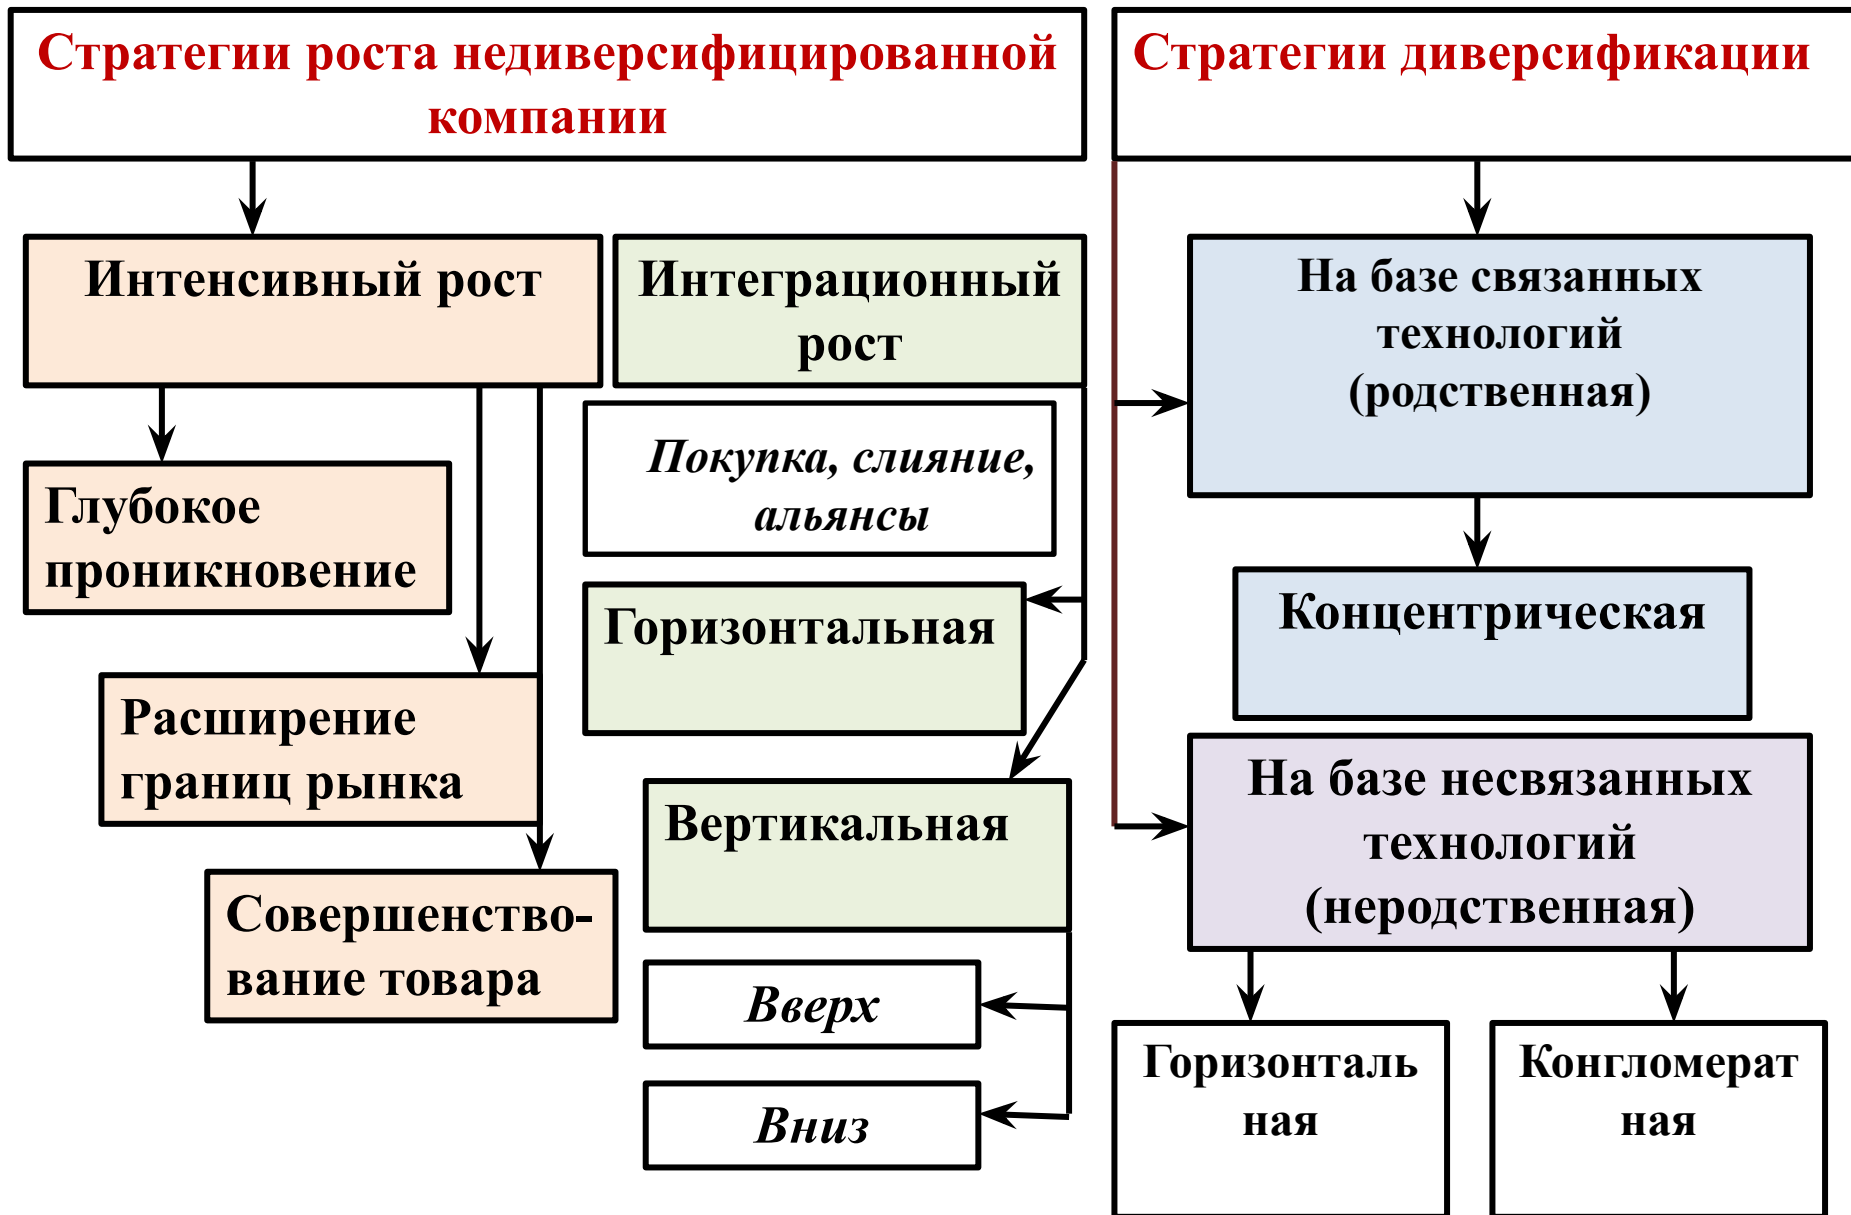 Стратегии роста недиверсифицированной
компании
Стратегии диверсификации
Интенсивный рост
Интеграционный
рост
На базе связанных
технологий
(родственная)
Покупка, слияние,
альянсы
Глубокое
проникновение
Горизонтальная
Концентрическая
Расширение
границ рынка
Вертикальная
На базе несвязанных
технологий
(неродственная)
Совершенство-
вание товара
Вверх
Вниз
Горизонталь
ная
Конгломерат
ная